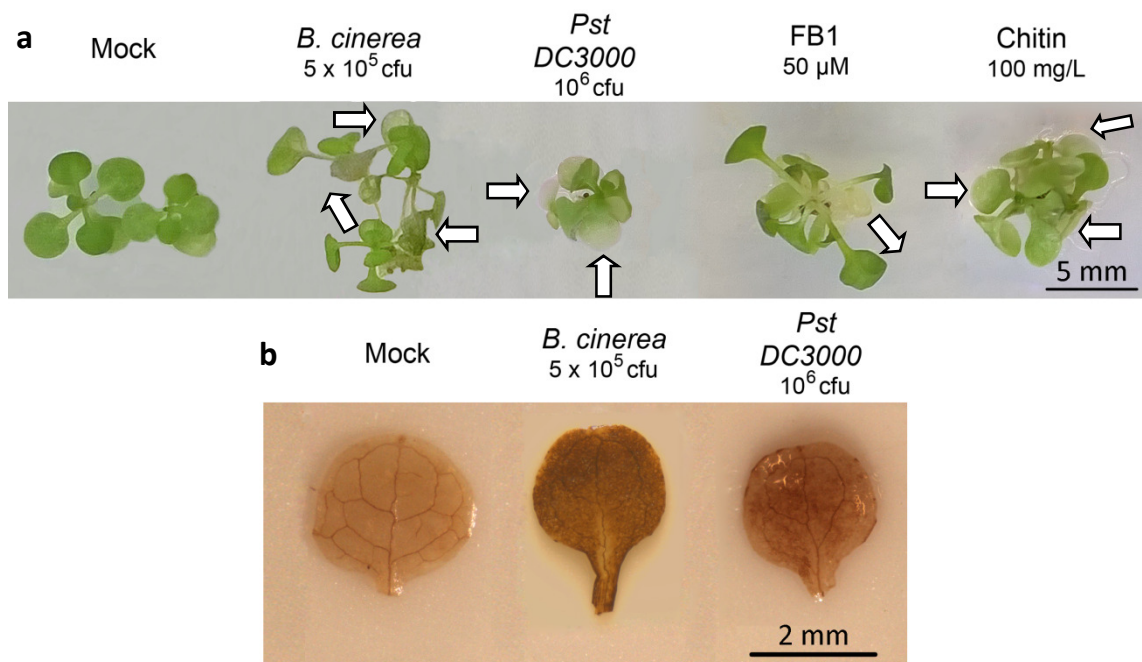 a
Mock
B. cinerea
5 x 10⁵ cfu
Pst
DC3000
10⁶ cfu
FB1
50 µM
Chitin
100 mg/L
5 mm
b
Mock
B. cinerea
5 x 10⁵ cfu
Pst
DC3000
10⁶ cfu
2 mm